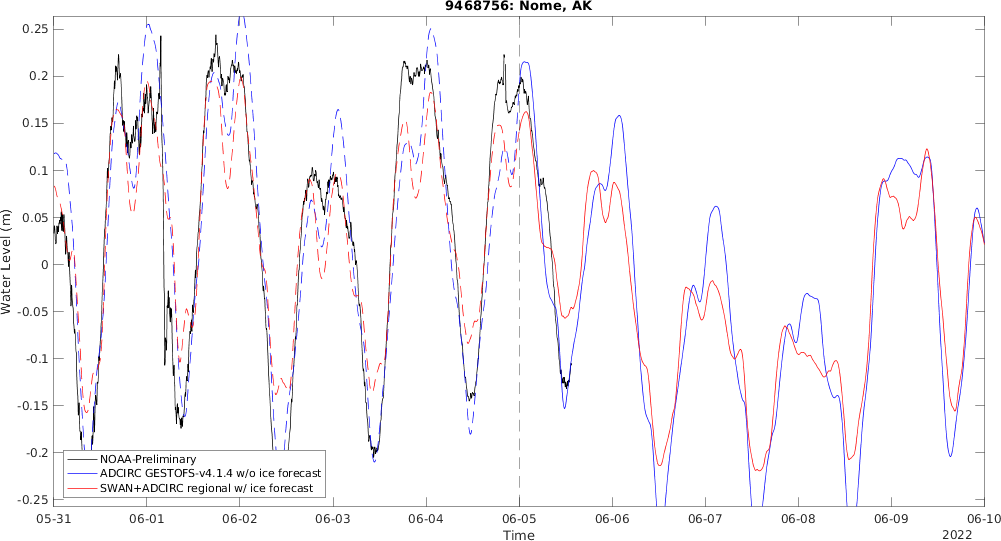 9468756: Nome, AK
Water Level (m)
0.25
0.2
0.15
0.1
0.05
0
-0.05
-0.1
-0.15
-0.2
-0.25
NOAA-Preliminary
ADCIRC GESTOFS-v4.1.4 w/o ice forecast
SWAN+ADCIRC regional w/ ice forecast
05-31 06-01 06-02 06-03 06-04 06-05 06-06 06-07 06-08 06-09 06-10
Time
2022